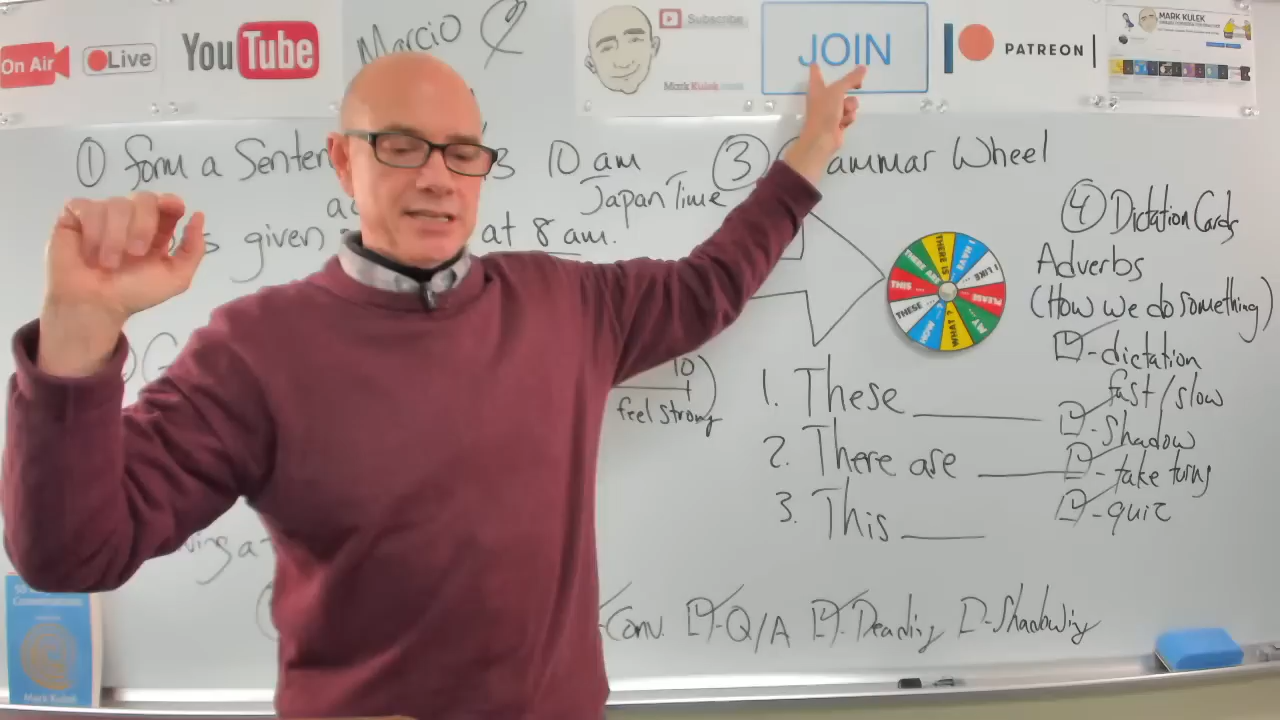 On Air
Live
YouTube
Marcio
Subscribe
MarkKulek.com
JOIN
PATREON
MARK KULEK
① form a Senten
3 10 am
Japan Time
s given
at 8 am.
10
feel strong
③
ammar Wheel
THERE IS
I HAVE
I LIKE ...
PLEASE ...
MY
WHAT?
HOW ...?
THESE ...
THIS ...
THERE ARE
1. These
2. There are
3. This
④ Dictation Cards
Adverbs
(How we do something)
- dictation
fast/slow
- Shadow
- take turns
- quiz
ving a
-Conv. - Q/A - Reading - Shadowing
Mark Kulek